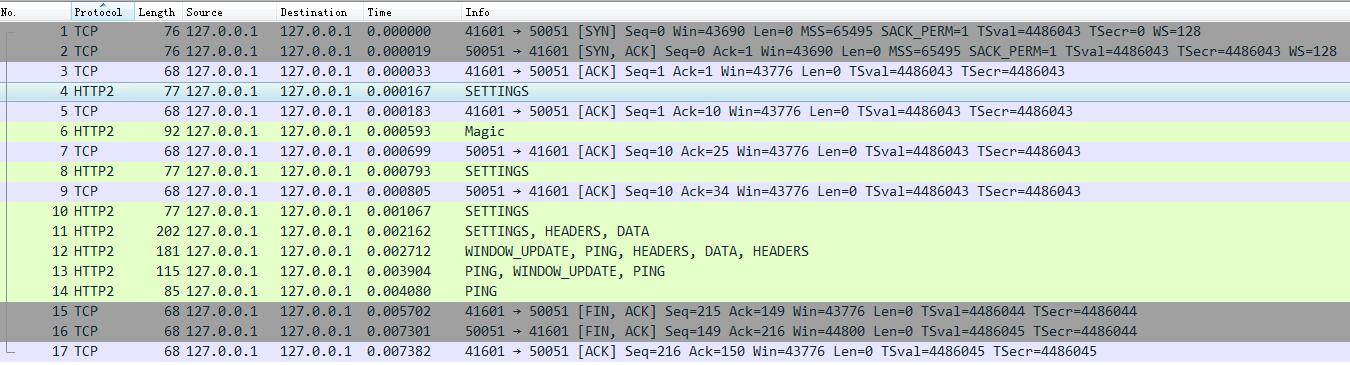 No. Protocol Length Source Destination Time Info
1 TCP 76 127.0.0.1 127.0.0.1 0.000000 41601 → 50051 [SYN] Seq=0 Win=43690 Len=0 MSS=65495 SACK_PERM=1 TSval=4486043 TSecr=0 WS=128
2 TCP 76 127.0.0.1 127.0.0.1 0.000019 50051 → 41601 [SYN, ACK] Seq=0 Ack=1 Win=43690 Len=0 MSS=65495 SACK_PERM=1 TSval=4486043 TSecr=4486043 WS=128
3 TCP 68 127.0.0.1 127.0.0.1 0.000033 41601 → 50051 [ACK] Seq=1 Ack=1 Win=43776 Len=0 TSval=4486043 TSecr=4486043
4 HTTP2 77 127.0.0.1 127.0.0.1 0.000167 SETTINGS
5 TCP 68 127.0.0.1 127.0.0.1 0.000183 41601 → 50051 [ACK] Seq=1 Ack=10 Win=43776 Len=0 TSval=4486043 TSecr=4486043
6 HTTP2 92 127.0.0.1 127.0.0.1 0.000593 Magic
7 TCP 68 127.0.0.1 127.0.0.1 0.000699 50051 → 41601 [ACK] Seq=10 Ack=25 Win=43776 Len=0 TSval=4486043 TSecr=4486043
8 HTTP2 77 127.0.0.1 127.0.0.1 0.000793 SETTINGS
9 TCP 68 127.0.0.1 127.0.0.1 0.000805 50051 → 41601 [ACK] Seq=10 Ack=34 Win=43776 Len=0 TSval=4486043 TSecr=4486043
10 HTTP2 77 127.0.0.1 127.0.0.1 0.001067 SETTINGS
11 HTTP2 202 127.0.0.1 127.0.0.1 0.002162 SETTINGS, HEADERS, DATA
12 HTTP2 181 127.0.0.1 127.0.0.1 0.002712 WINDOW_UPDATE, PING, HEADERS, DATA, HEADERS
13 HTTP2 115 127.0.0.1 127.0.0.1 0.003904 PING, WINDOW_UPDATE, PING
14 HTTP2 85 127.0.0.1 127.0.0.1 0.004080 PING
15 TCP 68 127.0.0.1 127.0.0.1 0.005702 41601 → 50051 [FIN, ACK] Seq=215 Ack=149 Win=43776 Len=0 TSval=4486044 TSecr=4486044
16 TCP 68 127.0.0.1 127.0.0.1 0.007301 50051 → 41601 [FIN, ACK] Seq=149 Ack=216 Win=44800 Len=0 TSval=4486045 TSecr=4486044
17 TCP 68 127.0.0.1 127.0.0.1 0.007382 41601 → 50051 [ACK] Seq=216 Ack=150 Win=43776 Len=0 TSval=4486045 TSecr=4486045